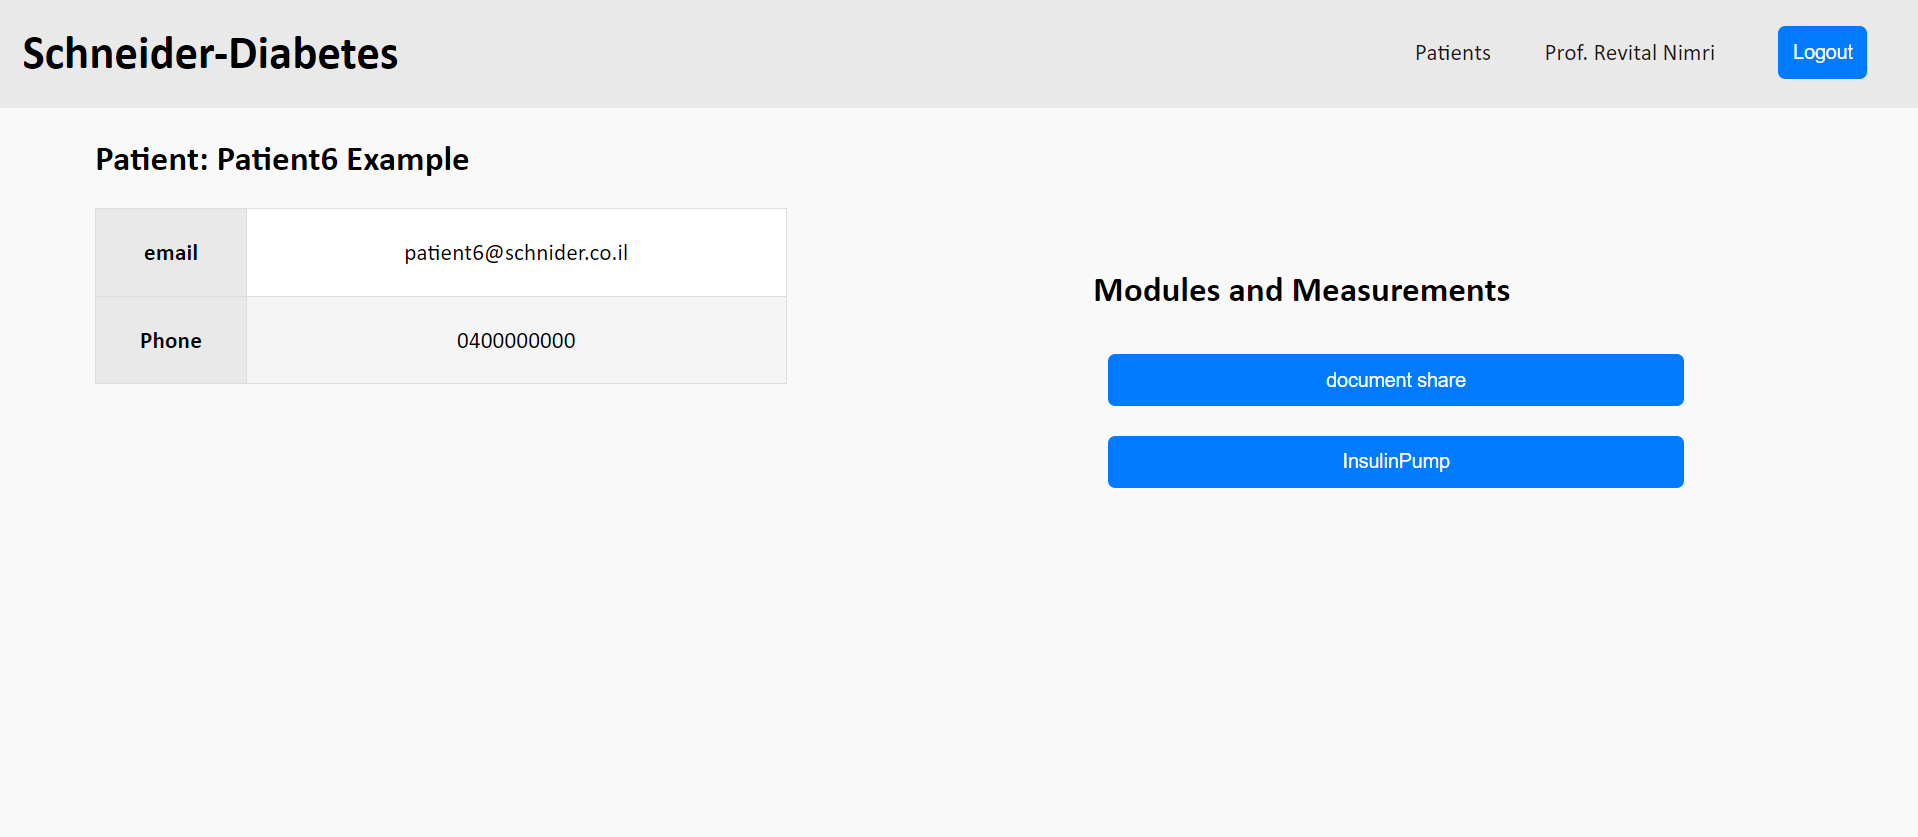 Schneider-Diabetes
Patients
Prof. Revital Nimri
Logout
Patient: Patient6 Example
email patient6@schnider.co.il
Phone 0400000000
Modules and Measurements
document share
InsulinPump